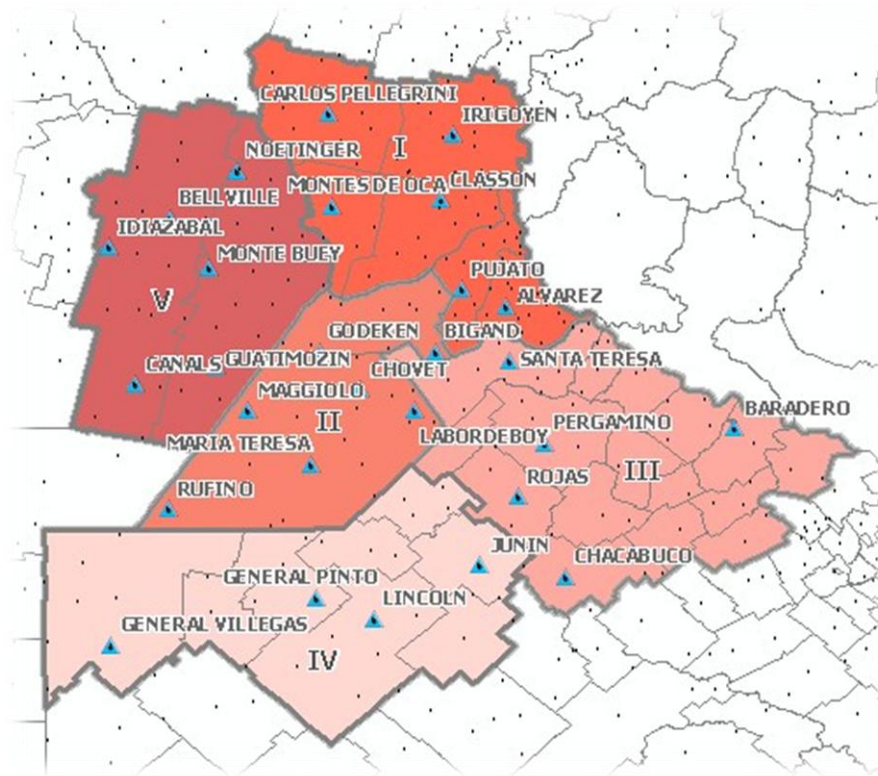 CARLOS PELLEGRINI
IRIGOYEN
NOETINGER
I
BELLVILLE
MONTES DE OCA
CLASSON
IDIAZABAL
MONTE BUEY
PUJATO
V
ALVAREZ
GODEKEN
BIGAND
CANALS
GUATIMOZIN
CHOVET
SANTA TERESA
MAGGIOLO
II
LABORDEBOY
PERGAMINO
BARADERO
MARIA TERESA
III
RUFINO
ROJAS
JUNIN
CHACABUCO
GENERAL PINTO
LINCOLN
GENERAL VILLEGAS
IV